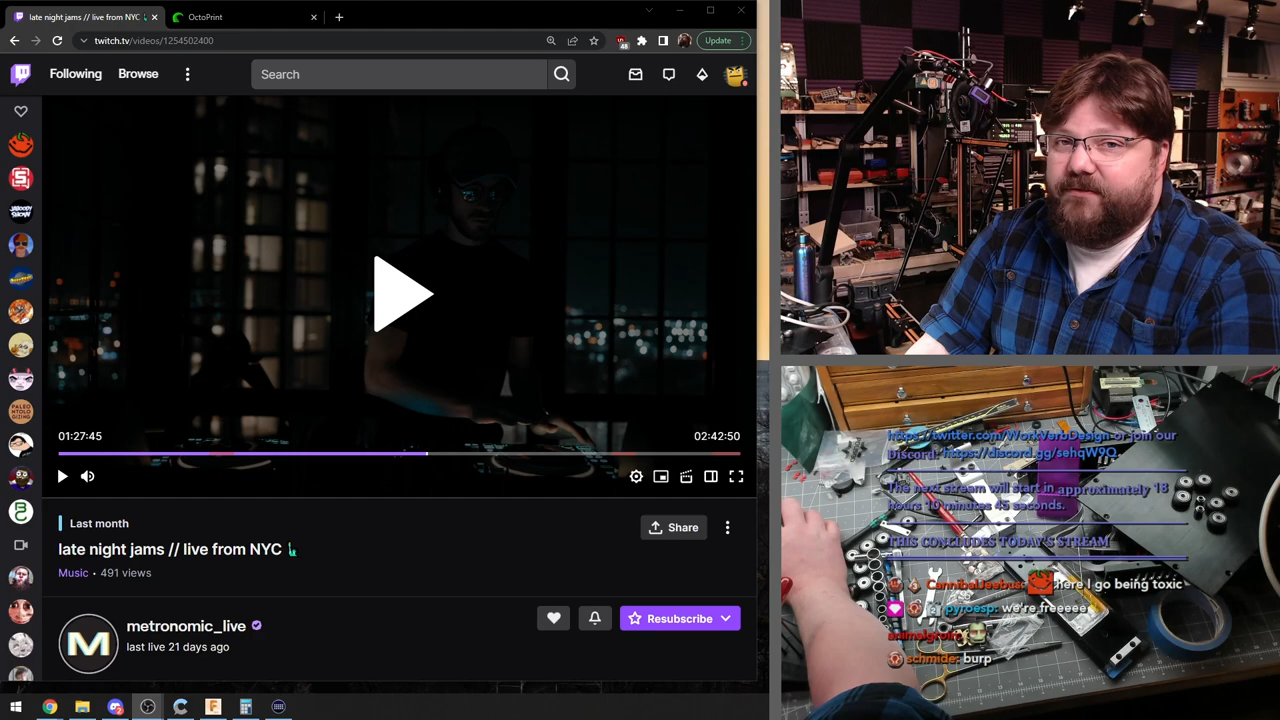 late night jams // live from NYC
OctoPrint
twitch.tv/videos/1254502400
48
Update
Following
Browse
Search
01:27:45
02:42:50
Last month
Share
late night jams // live from NYC
Music • 491 views
M
metronomic_live
Resubscribe
last live 21 days ago
https://twitter.com/WorkVerbDesign or join our
Discord: https://discord.gg/sehqW9Q
The next stream will start in approximately 18
hours 10 minutes 45 seconds.
THIS CONCLUDES TODAY'S STREAM
CannibalJeebus: here I go being toxic
pyroesp: we're freeeee
animalgroin:
schmide: burp